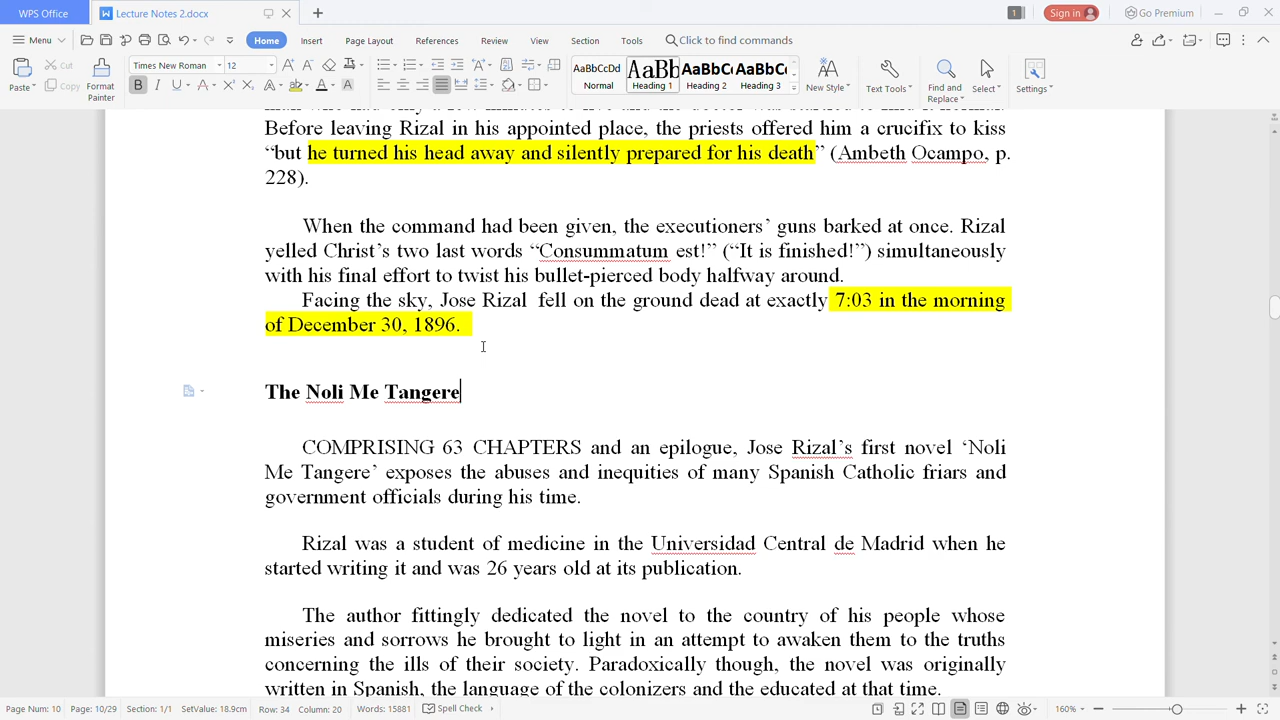 WPS Office
Lecture Notes 2.docx
1
Sign in
Go Premium
Menu
Home
Insert
Page Layout
References
Review
View
Section
Tools
Click to find commands
Paste
Cut
Copy
Format Painter
Times New Roman
12
AaBbCcDd
Normal
AaBb
Heading 1
AaBbC
Heading 2
AaBbC
Heading 3
New Style
Text Tools
Find and Replace
Select
Settings
Before leaving Rizal in his appointed place, the priests offered him a crucifix to kiss
“but he turned his head away and silently prepared for his death” (Ambeth Ocampo, p.
228).
When the command had been given, the executioners’ guns barked at once. Rizal
yelled Christ’s two last words “Consummatum est!” (“It is finished!”) simultaneously
with his final effort to twist his bullet-pierced body halfway around.
Facing the sky, Jose Rizal fell on the ground dead at exactly 7:03 in the morning
of December 30, 1896.
The Noli Me Tangere
COMPRISING 63 CHAPTERS and an epilogue, Jose Rizal’s first novel ‘Noli
Me Tangere’ exposes the abuses and inequities of many Spanish Catholic friars and
government officials during his time.
Rizal was a student of medicine in the Universidad Central de Madrid when he
started writing it and was 26 years old at its publication.
The author fittingly dedicated the novel to the country of his people whose
miseries and sorrows he brought to light in an attempt to awaken them to the truths
concerning the ills of their society. Paradoxically though, the novel was originally
written in Spanish, the language of the colonizers and the educated at that time.
Page Num: 10
Page: 10/29
Section: 1/1
SetValue: 18.9cm
Row: 34
Column: 20
Words: 15881
Spell Check
160%